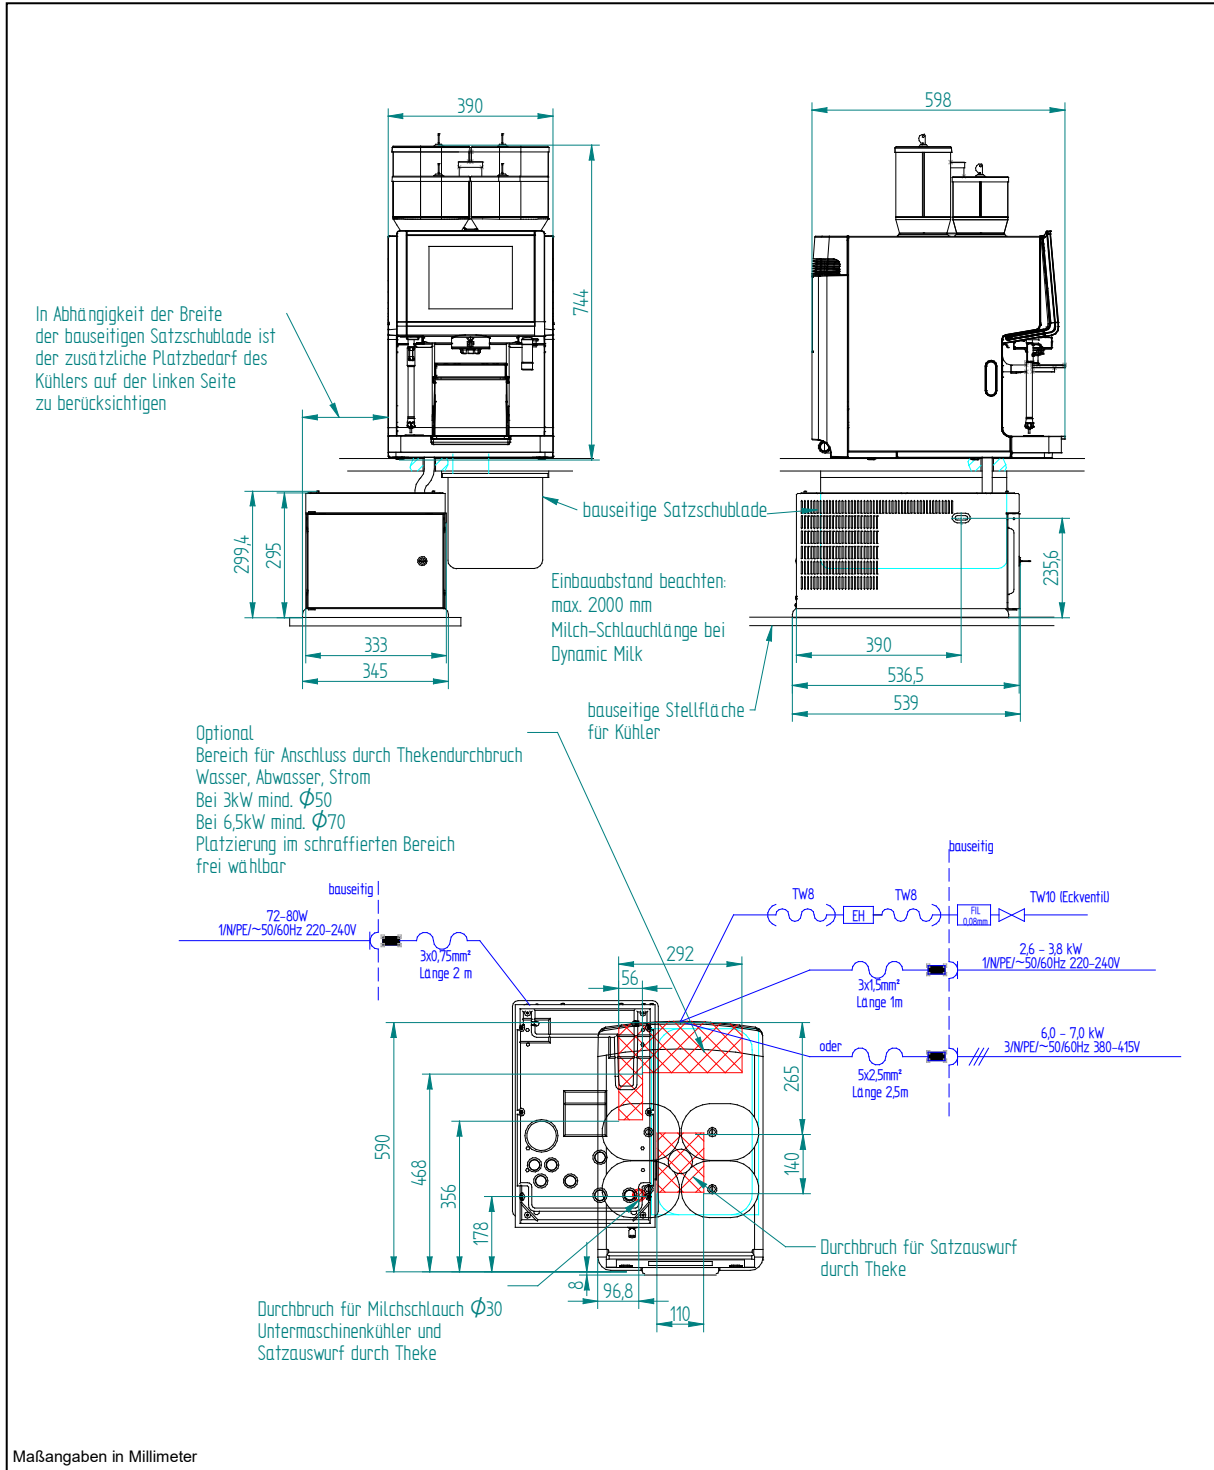 390
598
744
In Abhängigkeit der Breite
der bauseitigen Satzschublade ist
der zusätzliche Platzbedarf des
Kühlers auf der linken Seite
zu berücksichtigen
bauseitige Satzschublade
299,4
295
235,6
Einbauabstand beachten:
max. 2000 mm
Milch-Schlauchlänge bei
Dynamic Milk
333
345
390
536,5
539
bauseitige Stellfläche
für Kühler
Optional
Bereich für Anschluss durch Thekendurchbruch
Wasser, Abwasser, Strom
Bei 3kW mind. Φ50
Bei 6,5kW mind. Φ70
Platzierung im schraffierten Bereich
frei wählbar
bauseitig
72-80W
1/N/PE/~50/60Hz 220-240V
3x0,75mm²
Länge 2 m
bauseitig
TW8
EH
TW8
FIL
0.08mm
TW10 (Eckventil)
2,6 - 3,8 kW
1/N/PE/~50/60Hz 220-240V
3x1,5mm²
Länge 1m
oder
6,0 - 7,0 kW
3/N/PE/~50/60Hz 380-415V
5x2,5mm²
Länge 2,5m
292
56
265
140
590
468
356
178
8
96,8
110
Durchbruch für Satzauswurf
durch Theke
Durchbruch für Milchschlauch Φ30
Untermaschinenkühler und
Satzauswurf durch Theke
Maßangaben in Millimeter